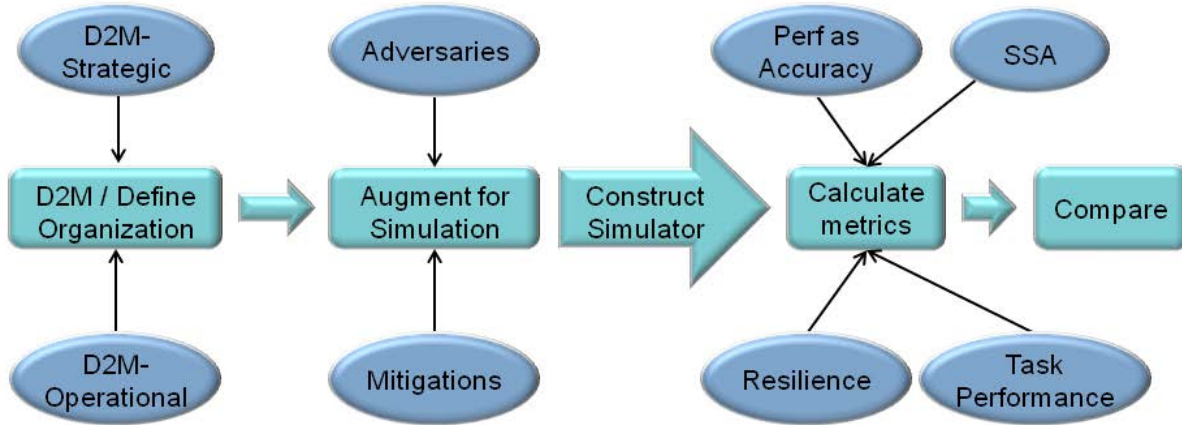 D2M-
Strategic
Adversaries
Perf as
Accuracy
SSA
D2M / Define
Organization
Augment for
Simulation
Construct
Simulator
Calculate
metrics
Compare
D2M-
Operational
Mitigations
Resilience
Task
Performance